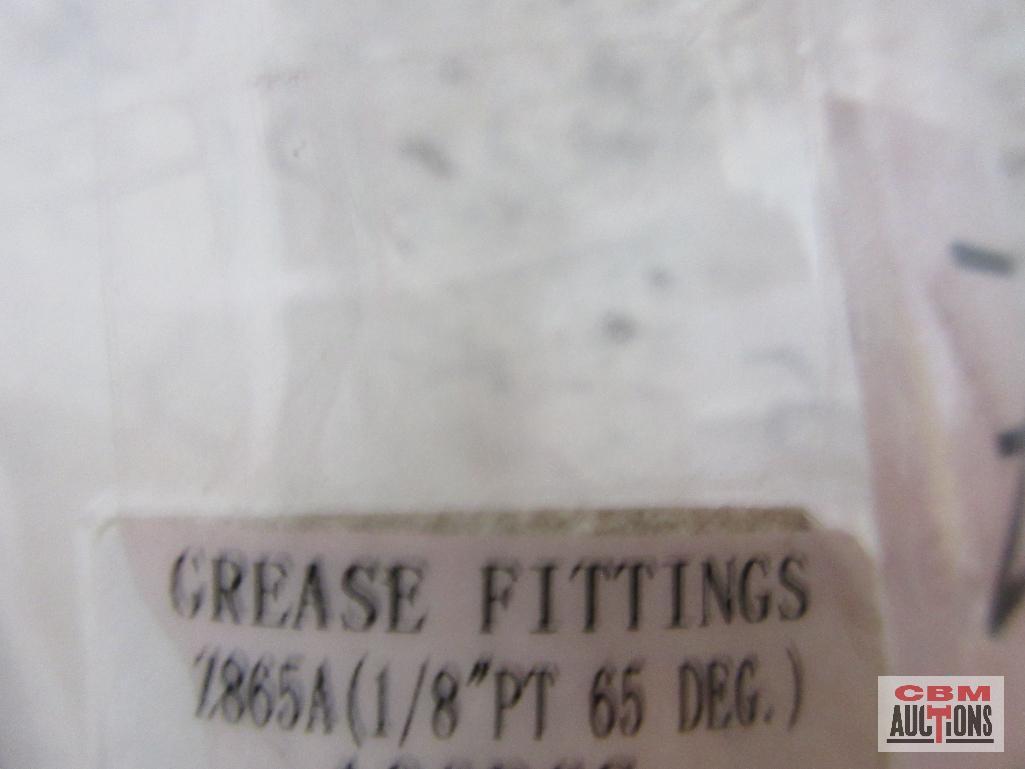 GREASE FITTINGS
Z865A(1/8"PT 65 DEG.)
CBM
AUCTIONS